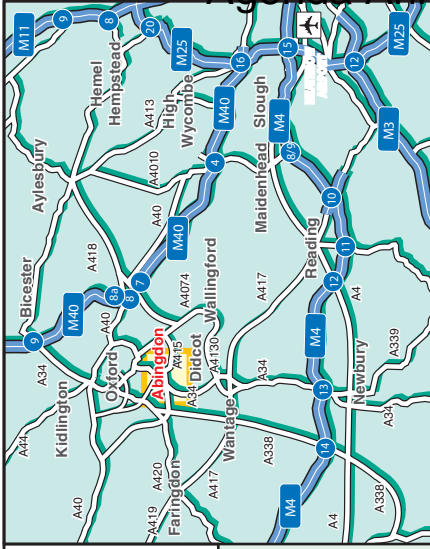 A40
A44
A34
9
Bicester
Aylesbury
M11
9
8
Kidlington
M40
A418
Hemel
Hempstead
20
A419
A420
Oxford
A40
8a
8
7
A40
A4010
A413
M25
Faringdon
Abingdon
A415
A4074
M40
High
Wycombe
A417
A34
Didcot
A4130
Wallingford
4
M40
16
Wantage
A338
A34
A417
Maidenhead
Slough
M4
8/9
15
M4
14
13
M4
12
Reading
11
10
12
M25
A4
Newbury
A4
M3
A338
A34
A339